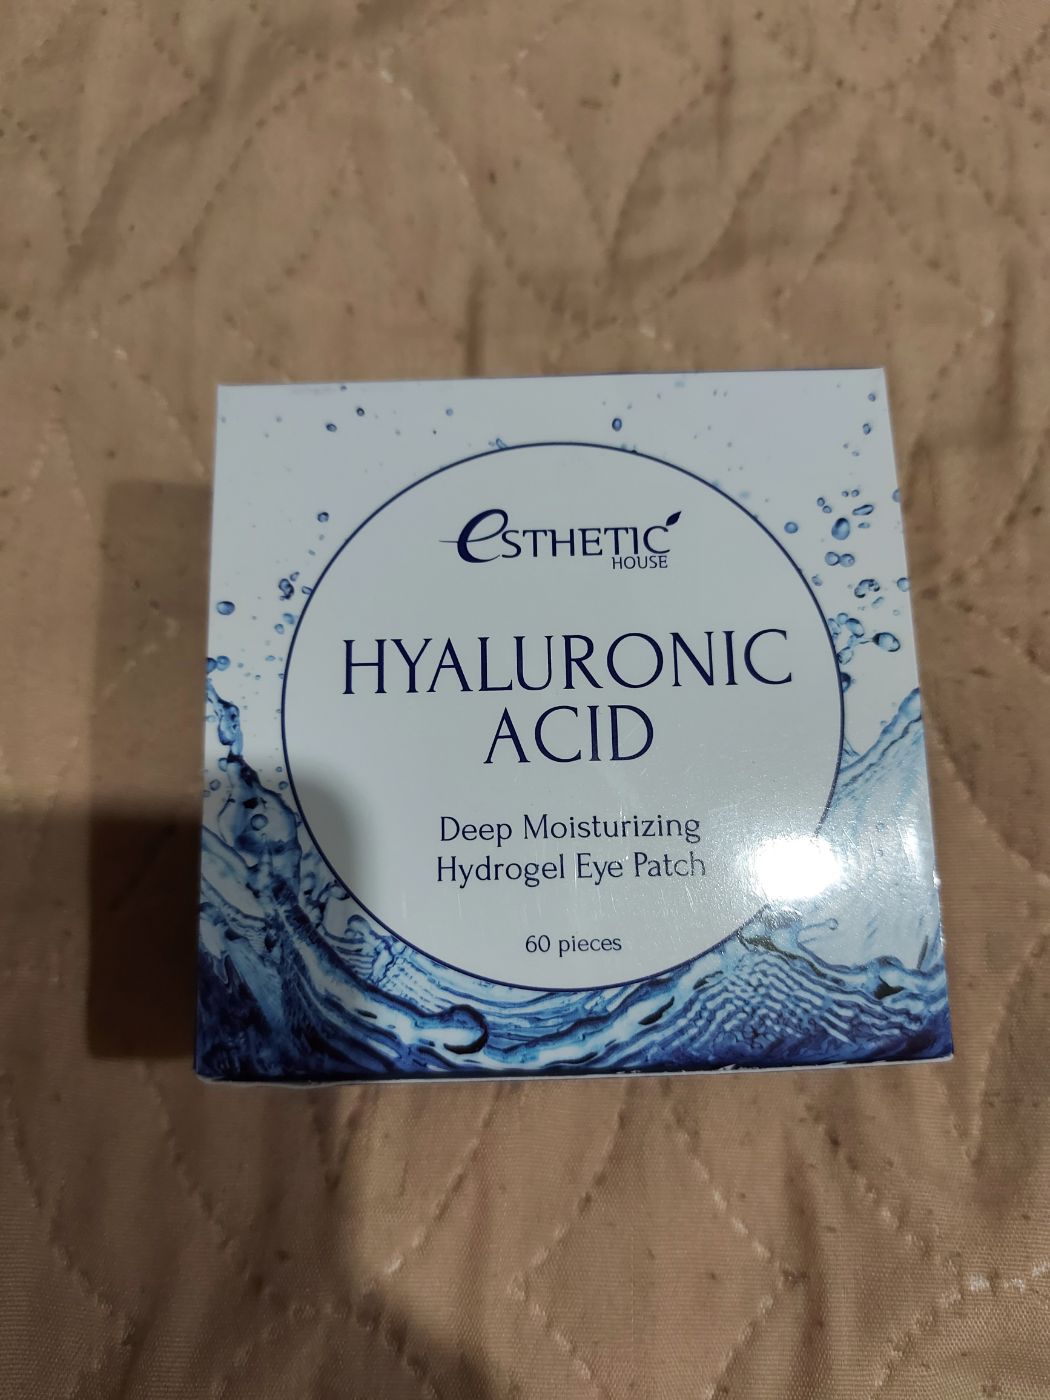 eSTHETIC
HOUSE
HYALURONIC
ACID
Deep Moisturizing
Hydrogel Eye Patch
60 pieces